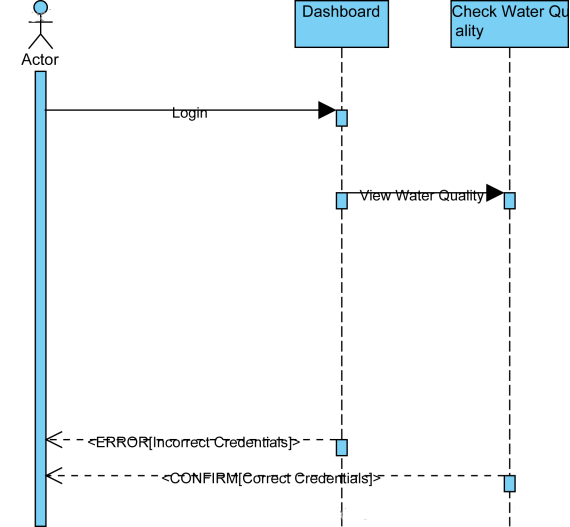 Dashboard
Check Water Qu
ality
Actor
Login
View Water Quality
<ERROR[Incorrect Credentials]>
<CONFIRM[Correct Credentials]>